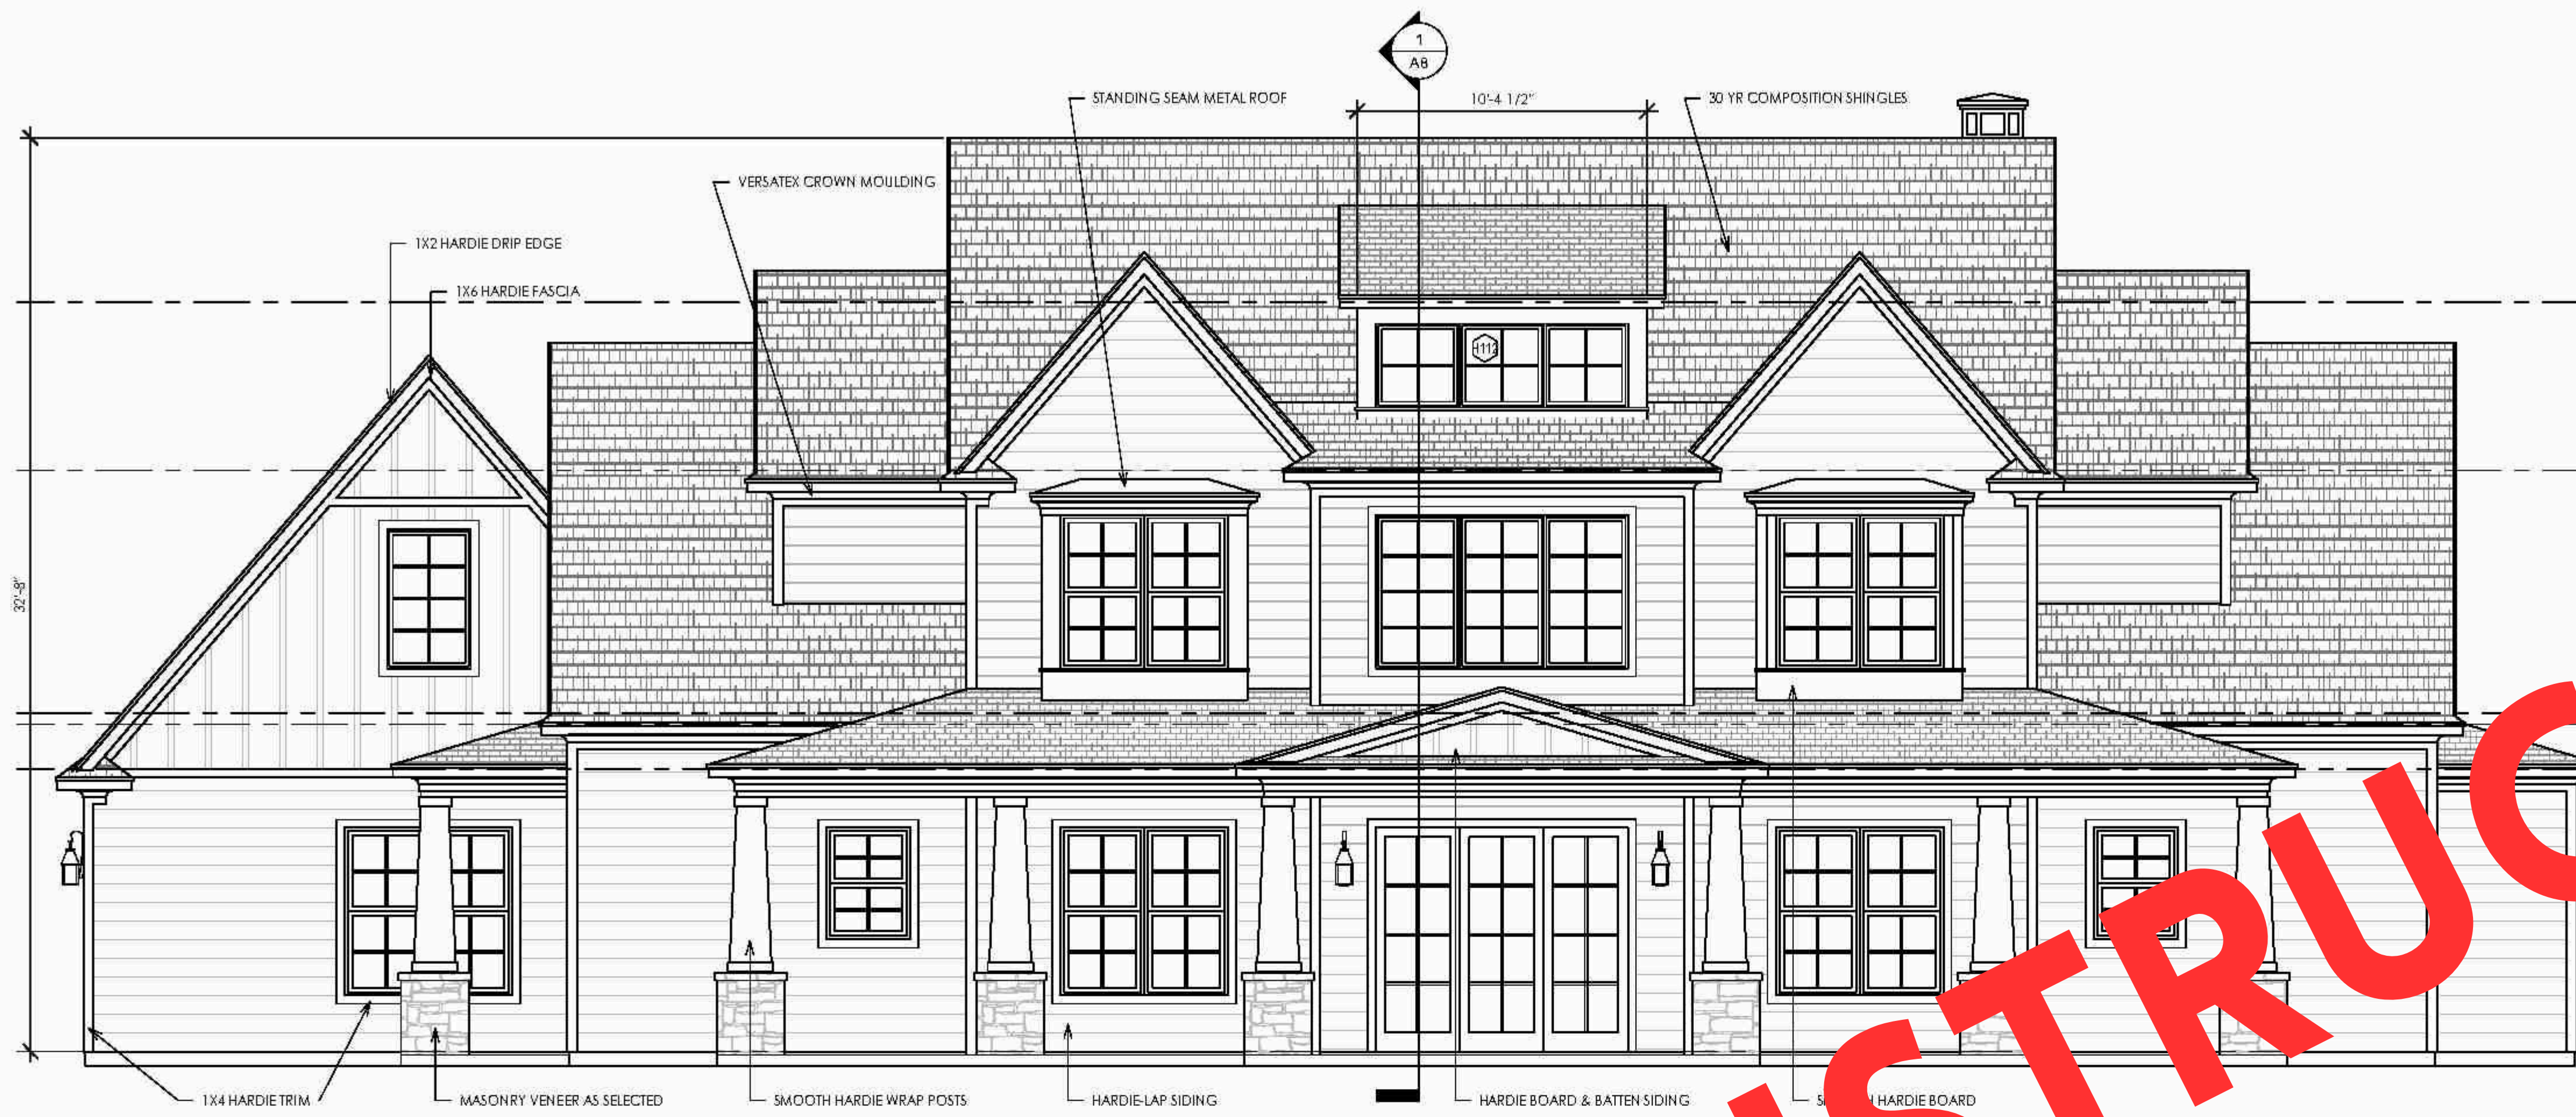 1
A8
STANDING SEAM METAL ROOF
10'-4 1/2"
30 YR COMPOSITION SHINGLES
VERSATEX CROWN MOULDING
1X2 HARDIE DRIP EDGE
1X6 HARDIE FASCIA
H112
32'-8"
1X4 HARDIE TRIM
MASONRY VENEER AS SELECTED
SMOOTH HARDIE WRAP POSTS
HARDIE-LAP SIDING
HARDIE BOARD & BATTEN SIDING
HARDIE BOARD
STRUC